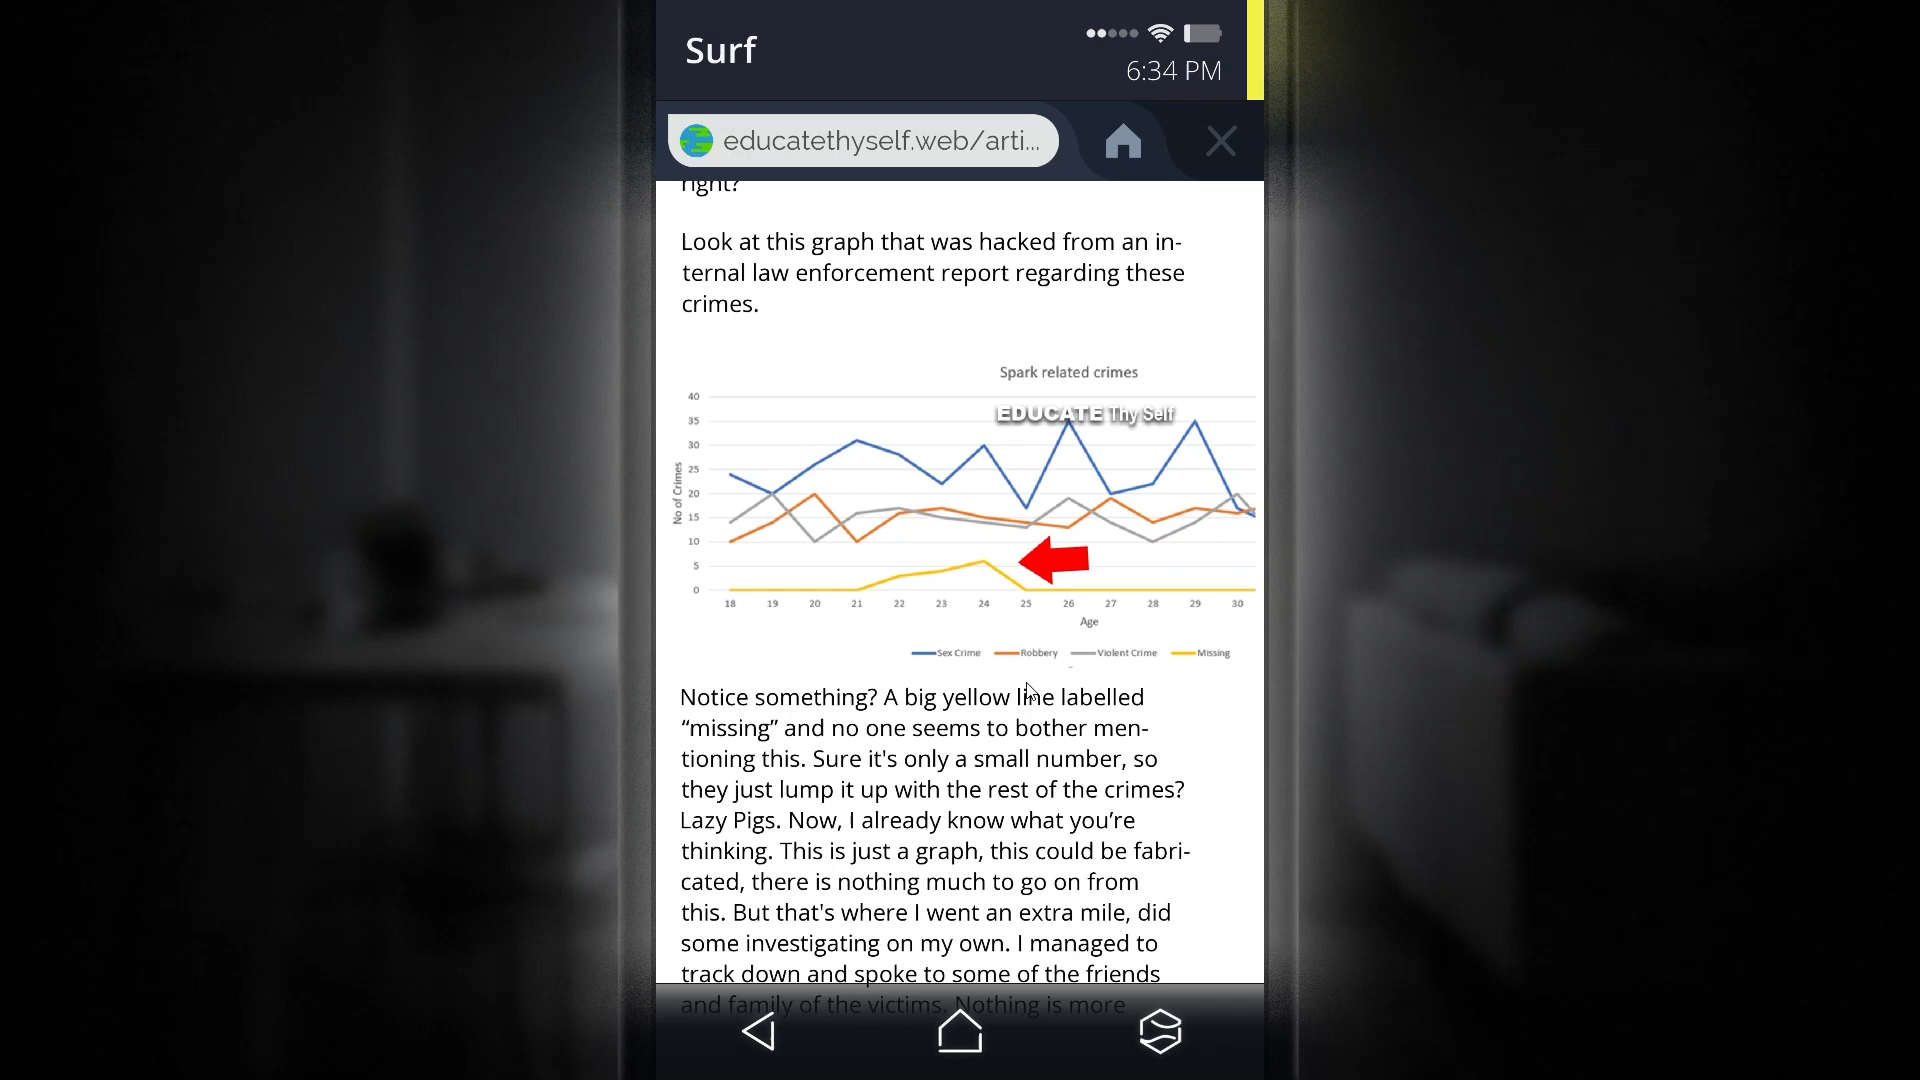 Surf
6:34 PM
educatethyself.web/arti...
right?
Look at this graph that was hacked from an in-
ternal law enforcement report regarding these
crimes.
Spark related crimes
EDUCATE Thy Self
40
35
30
25
20
15
10
5
0
No of Crimes
18 19 20 21 22 23 24 25 26 27 28 29 30
Age
Sex Crime Robbery Violent Crime Missing
Notice something? A big yellow line labelled
“missing” and no one seems to bother men-
tioning this. Sure it's only a small number, so
they just lump it up with the rest of the crimes?
Lazy Pigs. Now, I already know what you’re
thinking. This is just a graph, this could be fabri-
cated, there is nothing much to go on from
this. But that's where I went an extra mile, did
some investigating on my own. I managed to
track down and spoke to some of the friends
and family of the victims. Nothing is more